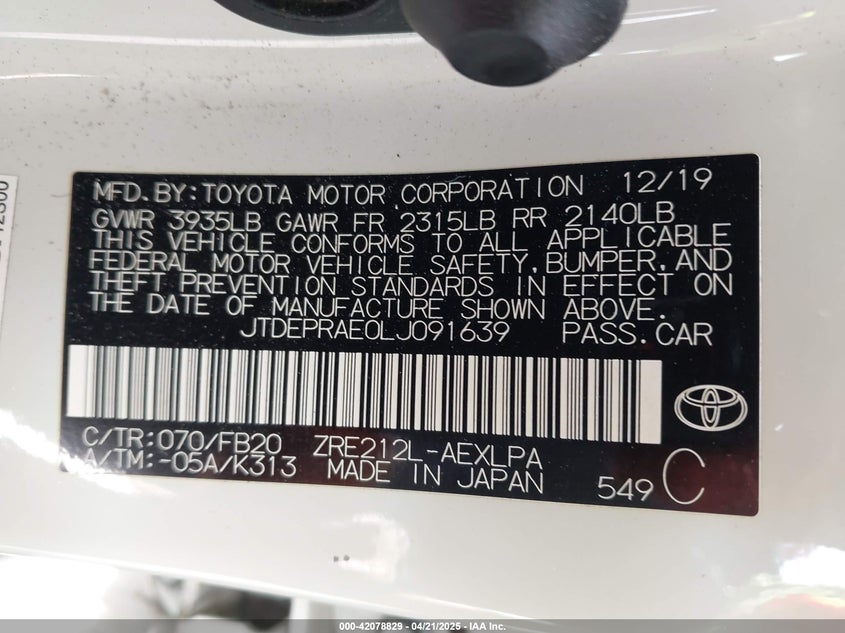 MFD.BY:TOYOTA MOTOR CORPORATION 12/19
GVWR 3935LB GAWR FR 2315LB RR 2140LB
THIS VEHICLE CONFORMS TO ALL APPLICABLE
FEDERAL MOTOR VEHICLE SAFETY,BUMPER,AND
THEFT PREVENTION STANDARDS IN EFFECT ON
THE DATE OF MANUFACTURE SHOWN ABOVE.
JTDEPRAE0LJ091639 PASS.CAR
C/TR:070/FB20 ZRE212L-AEXLPA
A/TM:-05A/K313 MADE IN JAPAN 549 C
000-42078829 - 04/21/2025 - IAA Inc.